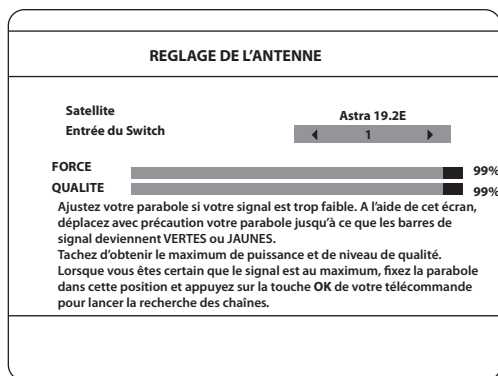 REGLAGE DE L'ANTENNE
Satellite
Astra 19.2E
Entrée du Switch
1
FORCE
99%
QUALITE
99%
Ajustez votre parabole si votre signal est trop faible. A l'aide de cet écran,
déplacez avec précaution votre parabole jusqu'à ce que les barres de
signal deviennent VERTES ou JAUNES.
Tachez d'obtenir le maximum de puissance et de niveau de qualité.
Lorsque vous êtes certain que le signal est au maximum, fixez la parabole
dans cette position et appuyez sur la touche OK de votre télécommande
pour lancer la recherche des chaînes.